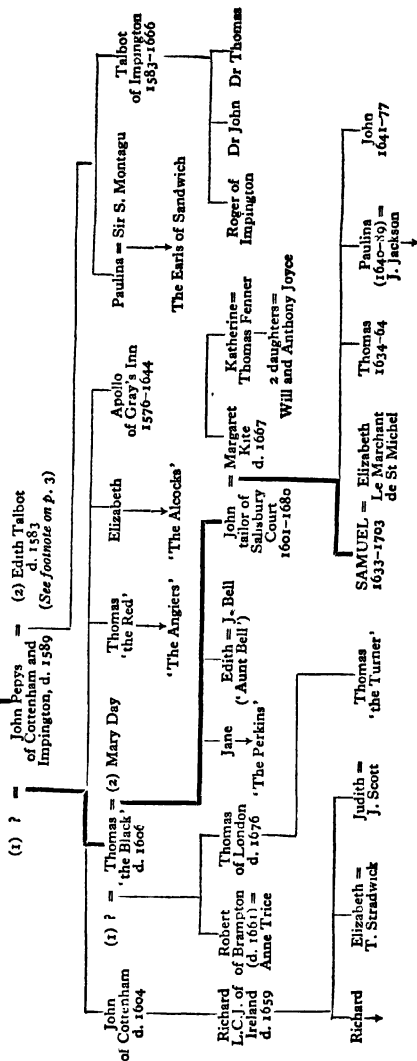 (1) ? = John Pepys = (2) Edith Talbot
of Cottenham and d. 1583
Impington, d. 1589 (See footnote on p. 3)
John
of Cottenham
d. 1604
(1) ? = Thomas = (2) Mary Day
'the Black'
d. 1606
Thomas
'the Red'
'The Angiers'
Elizabeth
'The Alcocks'
Apollo
of Gray's Inn
1576-1644
Paulina = Sir S. Montagu
The Earls of Sandwich
Talbot
of Impington
1583-1666
Richard
L.C.J. of
Ireland
d. 1659
Robert
of Brampton
(d. 1661) =
Anne Trice
Thomas
of London
d. 1676
Jane
'The Perkins'
Edith = J. Bell
('Aunt Bell')
John = Margaret
tailor of Kite
Salisbury d. 1667
Court
1601-1680
Katherine=
Thomas Fenner
2 daughters=
Will and Anthony Joyce
Roger of
Impington
Dr John
Dr Thomas
Richard
Elizabeth =
T. Stradwick
Judith =
J. Scott
Thomas
'the Turner'
SAMUEL = Elizabeth
1633-1703 Le Marchant
de St Michel
Thomas
1634-64
Paulina
(1640-89) =
J. Jackson
John
1641-77